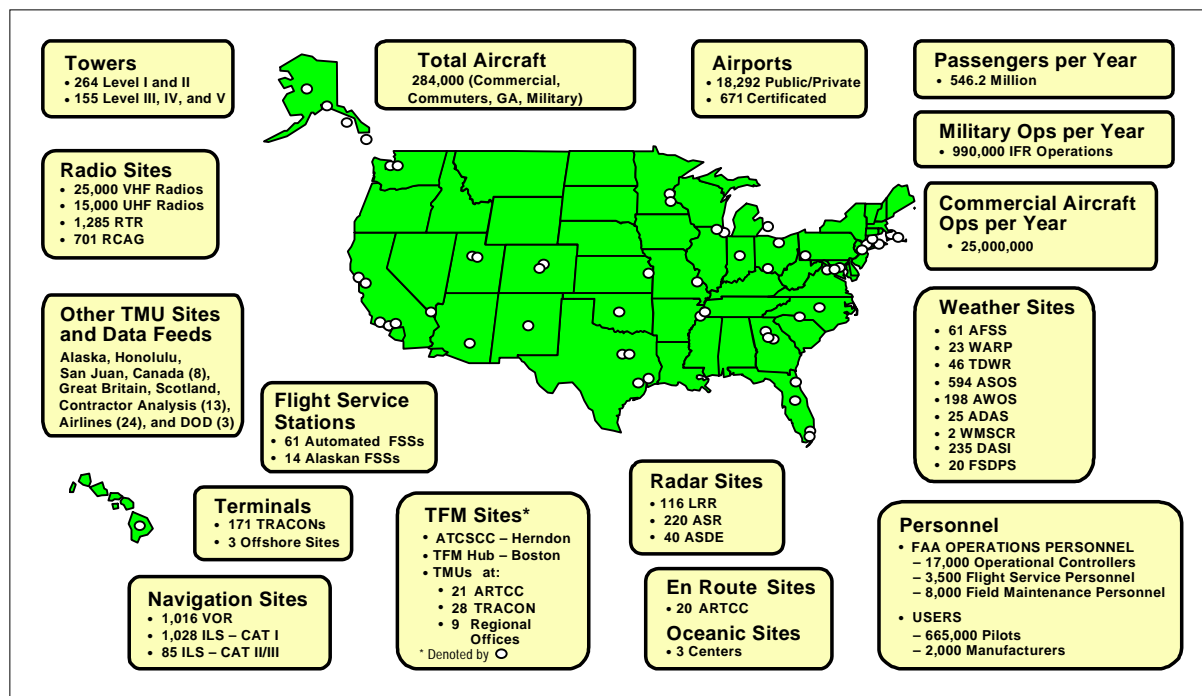 Towers
• 264 Level I and II
• 155 Level III, IV, and V
Total Aircraft
284,000 (Commercial,
Commuters, GA, Military)
Airports
• 18,292 Public/Private
• 671 Certificated
Passengers per Year
• 546.2 Million
Military Ops per Year
• 990,000 IFR Operations
Radio Sites
• 25,000 VHF Radios
• 15,000 UHF Radios
• 1,285 RTR
• 701 RCAG
Commercial Aircraft
Ops per Year
• 25,000,000
Other TMU Sites
and Data Feeds
Alaska, Honolulu,
San Juan, Canada (8),
Great Britain, Scotland,
Contractor Analysis (13),
Airlines (24), and DOD (3)
Weather Sites
• 61 AFSS
• 23 WARP
• 46 TDWR
• 594 ASOS
• 198 AWOS
• 25 ADAS
• 2 WMSCR
• 235 DASI
• 20 FSDPS
Flight Service
Stations
• 61 Automated FSSs
• 14 Alaskan FSSs
Terminals
• 171 TRACONs
• 3 Offshore Sites
TFM Sites*
• ATCSCC – Herndon
• TFM Hub – Boston
• TMUs at:
• 21 ARTCC
• 28 TRACON
• 9 Regional
Offices
* Denoted by
Radar Sites
• 116 LRR
• 220 ASR
• 40 ASDE
Personnel
• FAA OPERATIONS PERSONNEL
– 17,000 Operational Controllers
– 3,500 Flight Service Personnel
– 8,000 Field Maintenance Personnel
• USERS
– 665,000 Pilots
– 2,000 Manufacturers
Navigation Sites
• 1,016 VOR
• 1,028 ILS – CAT I
• 85 ILS – CAT II/III
En Route Sites
• 20 ARTCC
Oceanic Sites
• 3 Centers